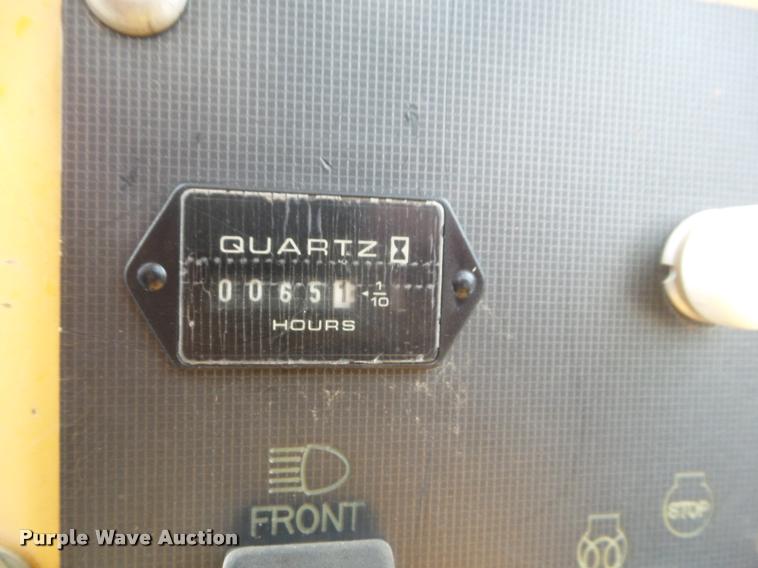 QUARTZ
00651 1/10
HOURS
FRONT
STOP
Purple Wave Auction